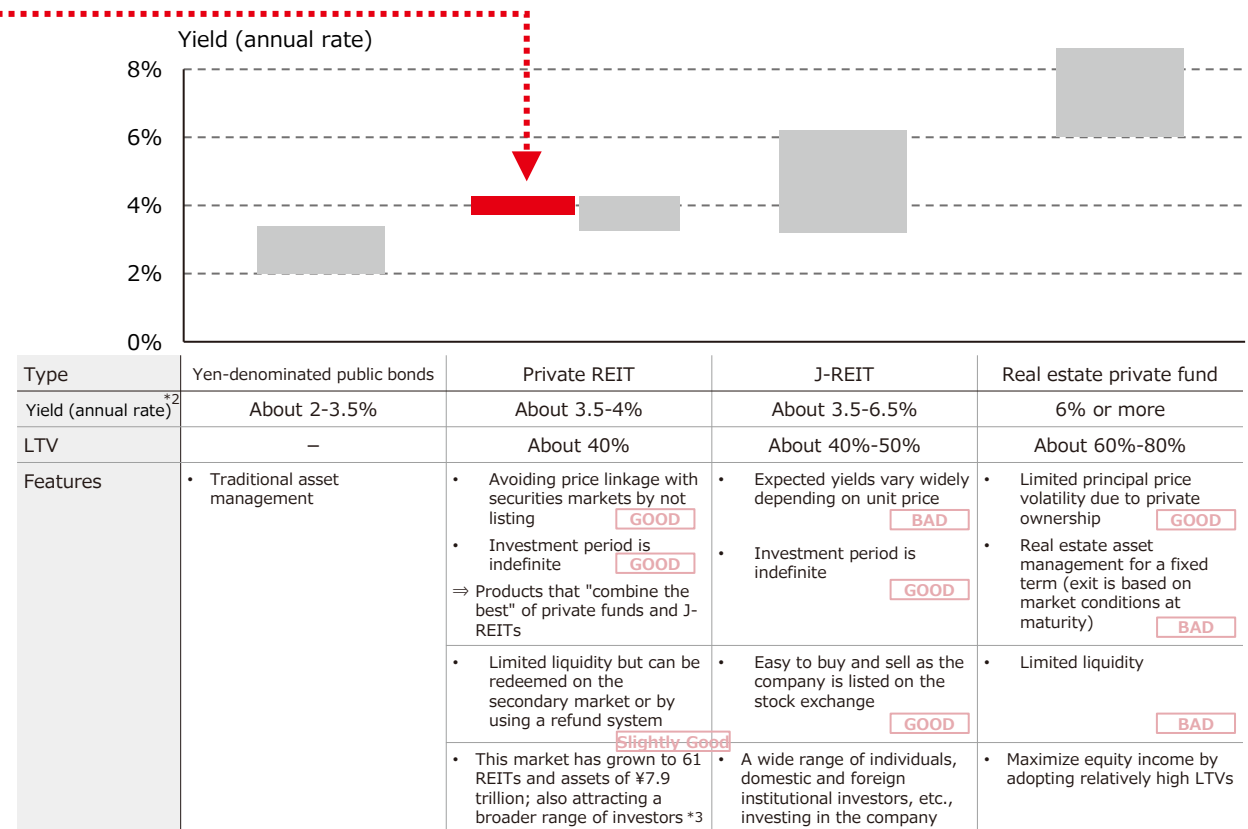 Yield (annual rate)
8%
6%
4%
2%
0%
Type
Yen-denominated public bonds
Private REIT
J-REIT
Real estate private fund
Yield (annual rate)*2
About 2-3.5%
About 3.5-4%
About 3.5-6.5%
6% or more
LTV
–
About 40%
About 40%-50%
About 60%-80%
Features
• Traditional asset
management
• Avoiding price linkage with
securities markets by not
listing
GOOD
• Investment period is
indefinite
GOOD
⇒ Products that "combine the
best" of private funds and J-
REITs
• Expected yields vary widely
depending on unit price
BAD
• Investment period is
indefinite
GOOD
• Limited principal price
volatility due to private
ownership
GOOD
• Real estate asset
management for a fixed
term (exit is based on
market conditions at
maturity)
BAD
• Limited liquidity but can be
redeemed on the
secondary market or by
using a refund system
Slightly Good
• Easy to buy and sell as the
company is listed on the
stock exchange
GOOD
• Limited liquidity
BAD
• This market has grown to 61
REITs and assets of ¥7.9
trillion; also attracting a
broader range of investors *3
• A wide range of individuals,
domestic and foreign
institutional investors, etc.,
investing in the company
• Maximize equity income by
adopting relatively high LTVs